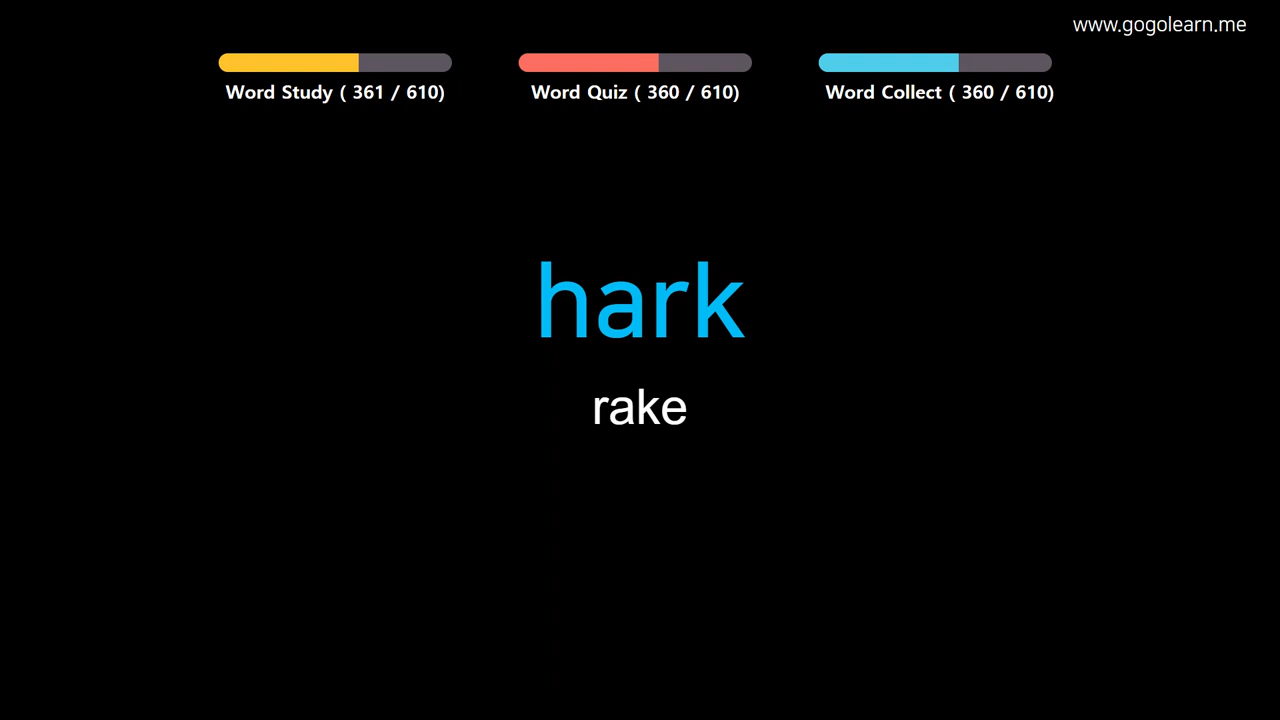 www.gogolearn.me
Word Study ( 361 / 610)
Word Quiz ( 360 / 610)
Word Collect ( 360 / 610)
hark
rake